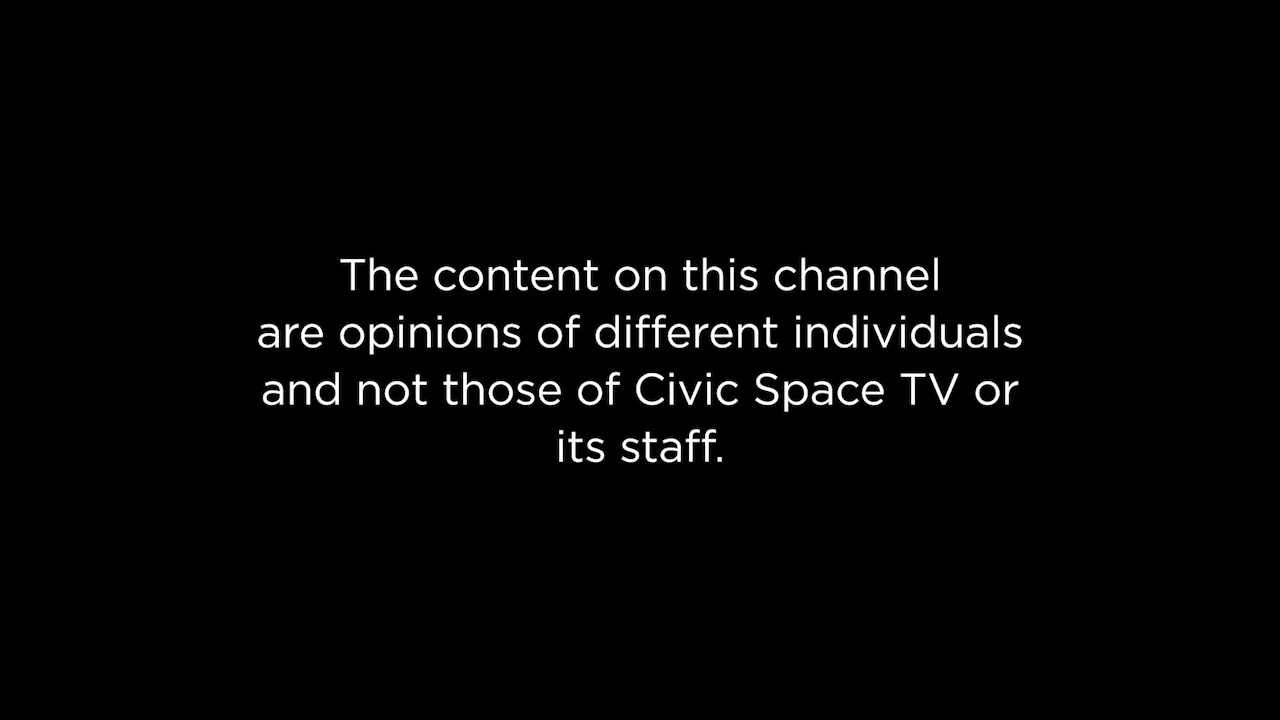 The content on this channel
are opinions of different individuals
and not those of Civic Space TV or
its staff.